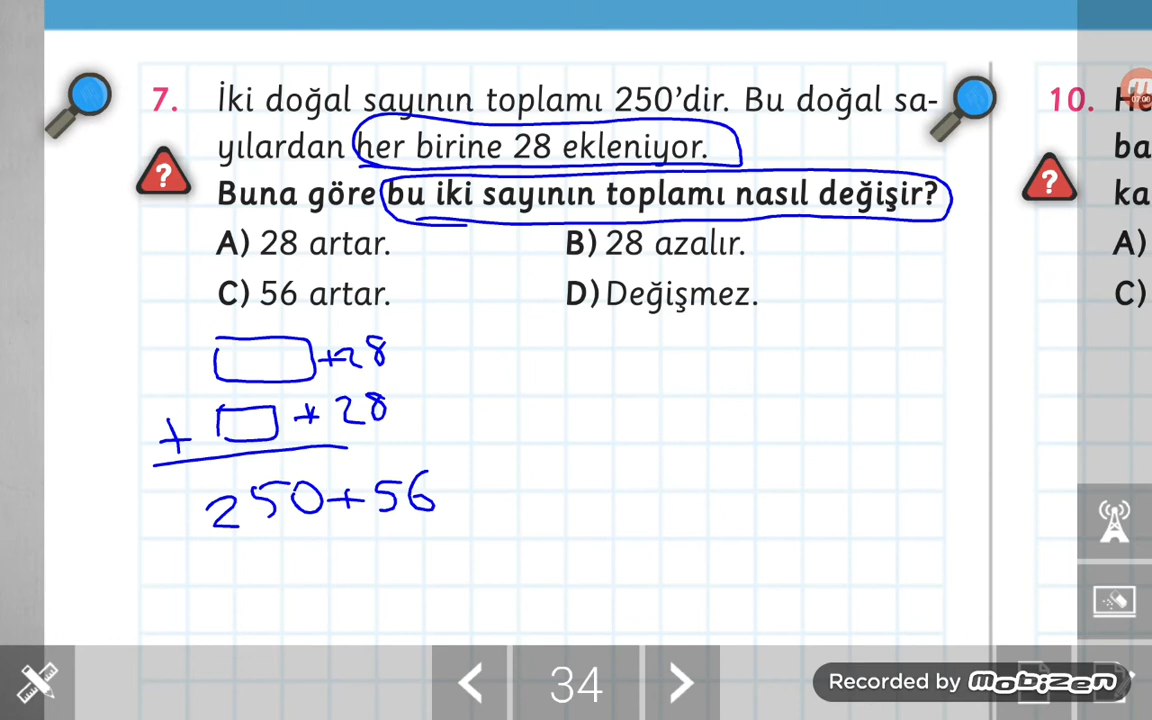 7. İki doğal sayının toplamı 250’dir. Bu doğal sa-
yılardan her birine 28 ekleniyor.
Buna göre bu iki sayının toplamı nasıl değişir?
A) 28 artar. B) 28 azalır.
C) 56 artar. D) Değişmez.
+28
+ +28
250+56
10.
ba
ka
A)
C)
07:00
34
Recorded by mobizen